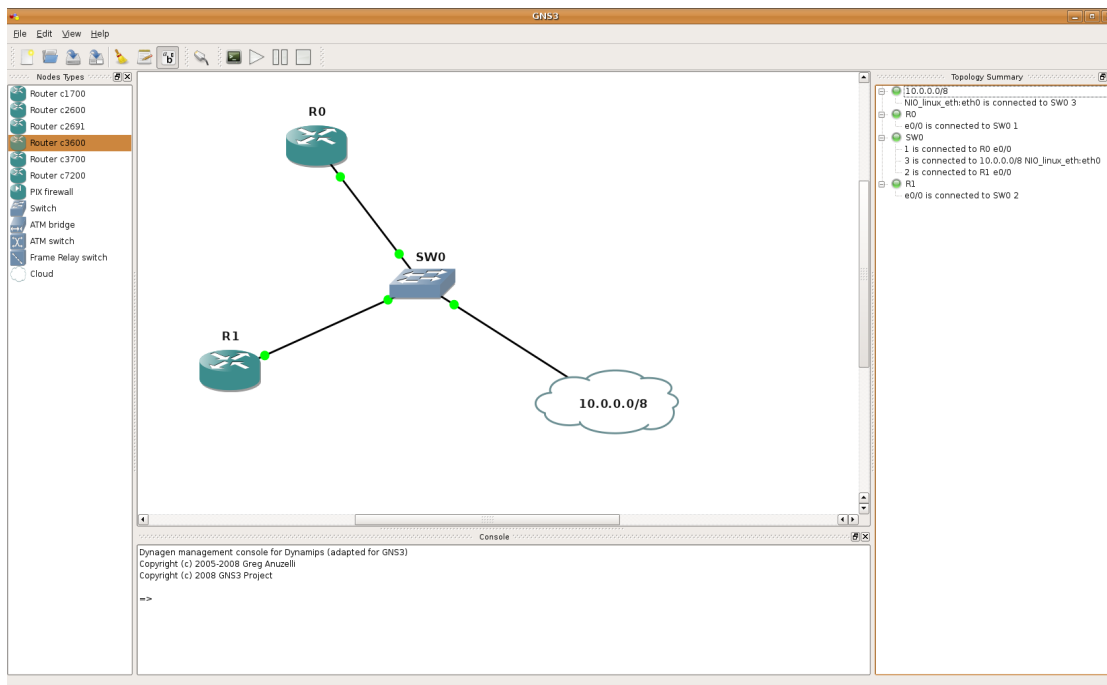 GNS3
File Edit View Help
Nodes Types
Router c1700
Router c2600
Router c2691
Router c3600
Router c3700
Router c7200
PIX firewall
Switch
ATM bridge
ATM switch
Frame Relay switch
Cloud
R0
SW0
R1
10.0.0.0/8
Topology Summary
10.0.0.0/8
NIO_linux_eth:eth0 is connected to SW0 3
R0
e0/0 is connected to SW0 1
SW0
1 is connected to R0 e0/0
3 is connected to 10.0.0.0/8 NIO_linux_eth:eth0
2 is connected to R1 e0/0
R1
e0/0 is connected to SW0 2
Console
Dynagen management console for Dynamips (adapted for GNS3)
Copyright (c) 2005-2008 Greg Anuzelli
Copyright (c) 2008 GNS3 Project
=>